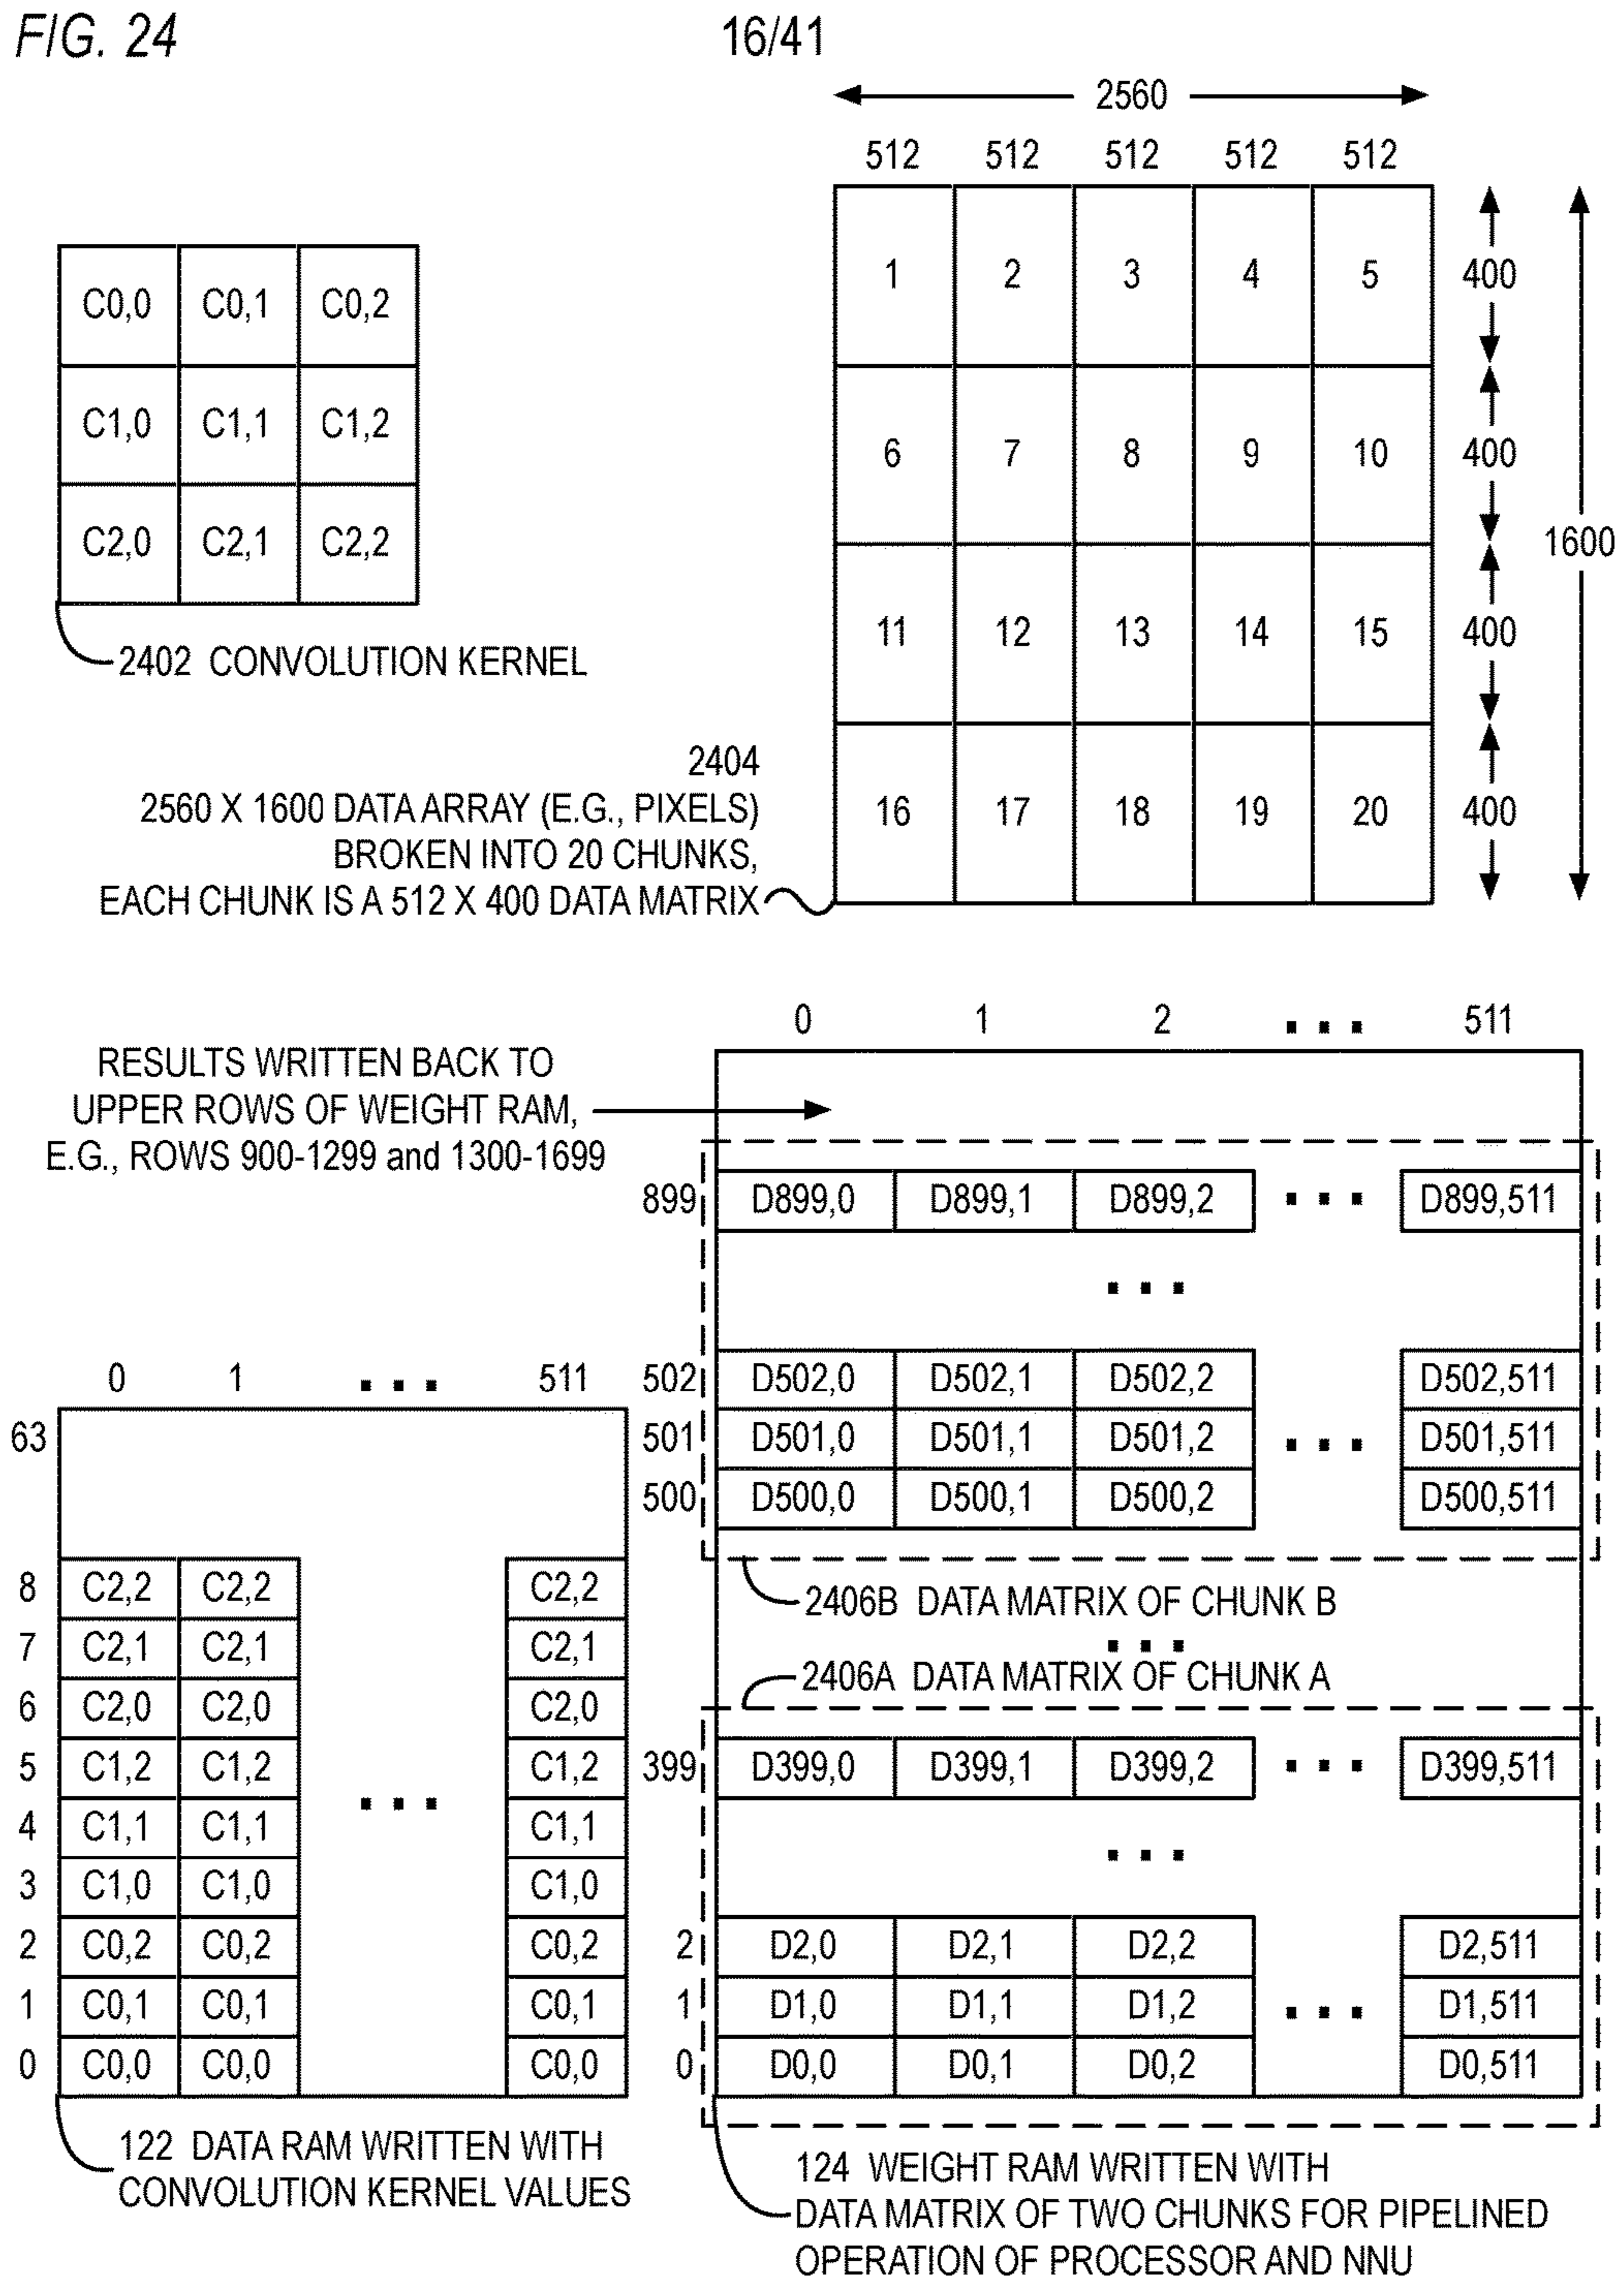 FIG. 24
16/41
2560
512 512 512 512 512
1 2 3 4 5 400
6 7 8 9 10 400
1600
11 12 13 14 15 400
16 17 18 19 20 400
C0,0 C0,1 C0,2
C1,0 C1,1 C1,2
C2,0 C2,1 C2,2
2402 CONVOLUTION KERNEL
2404
2560 X 1600 DATA ARRAY (E.G., PIXELS)
BROKEN INTO 20 CHUNKS,
EACH CHUNK IS A 512 X 400 DATA MATRIX
RESULTS WRITTEN BACK TO
UPPER ROWS OF WEIGHT RAM,
E.G., ROWS 900-1299 and 1300-1699
0 1 2 ... 511
899 D899,0 D899,1 D899,2 ... D899,511
...
502 D502,0 D502,1 D502,2 D502,511
501 D501,0 D501,1 D501,2 ... D501,511
500 D500,0 D500,1 D500,2 D500,511
2406B DATA MATRIX OF CHUNK B
...
2406A DATA MATRIX OF CHUNK A
399 D399,0 D399,1 D399,2 ... D399,511
...
2 D2,0 D2,1 D2,2 D2,511
1 D1,0 D1,1 D1,2 ... D1,511
0 D0,0 D0,1 D0,2 D0,511
124 WEIGHT RAM WRITTEN WITH
DATA MATRIX OF TWO CHUNKS FOR PIPELINED
OPERATION OF PROCESSOR AND NNU
0 1 ... 511
63
8 C2,2 C2,2 C2,2
7 C2,1 C2,1 C2,1
6 C2,0 C2,0 C2,0
5 C1,2 C1,2 C1,2
4 C1,1 C1,1 ... C1,1
3 C1,0 C1,0 C1,0
2 C0,2 C0,2 C0,2
1 C0,1 C0,1 C0,1
0 C0,0 C0,0 C0,0
122 DATA RAM WRITTEN WITH
CONVOLUTION KERNEL VALUES